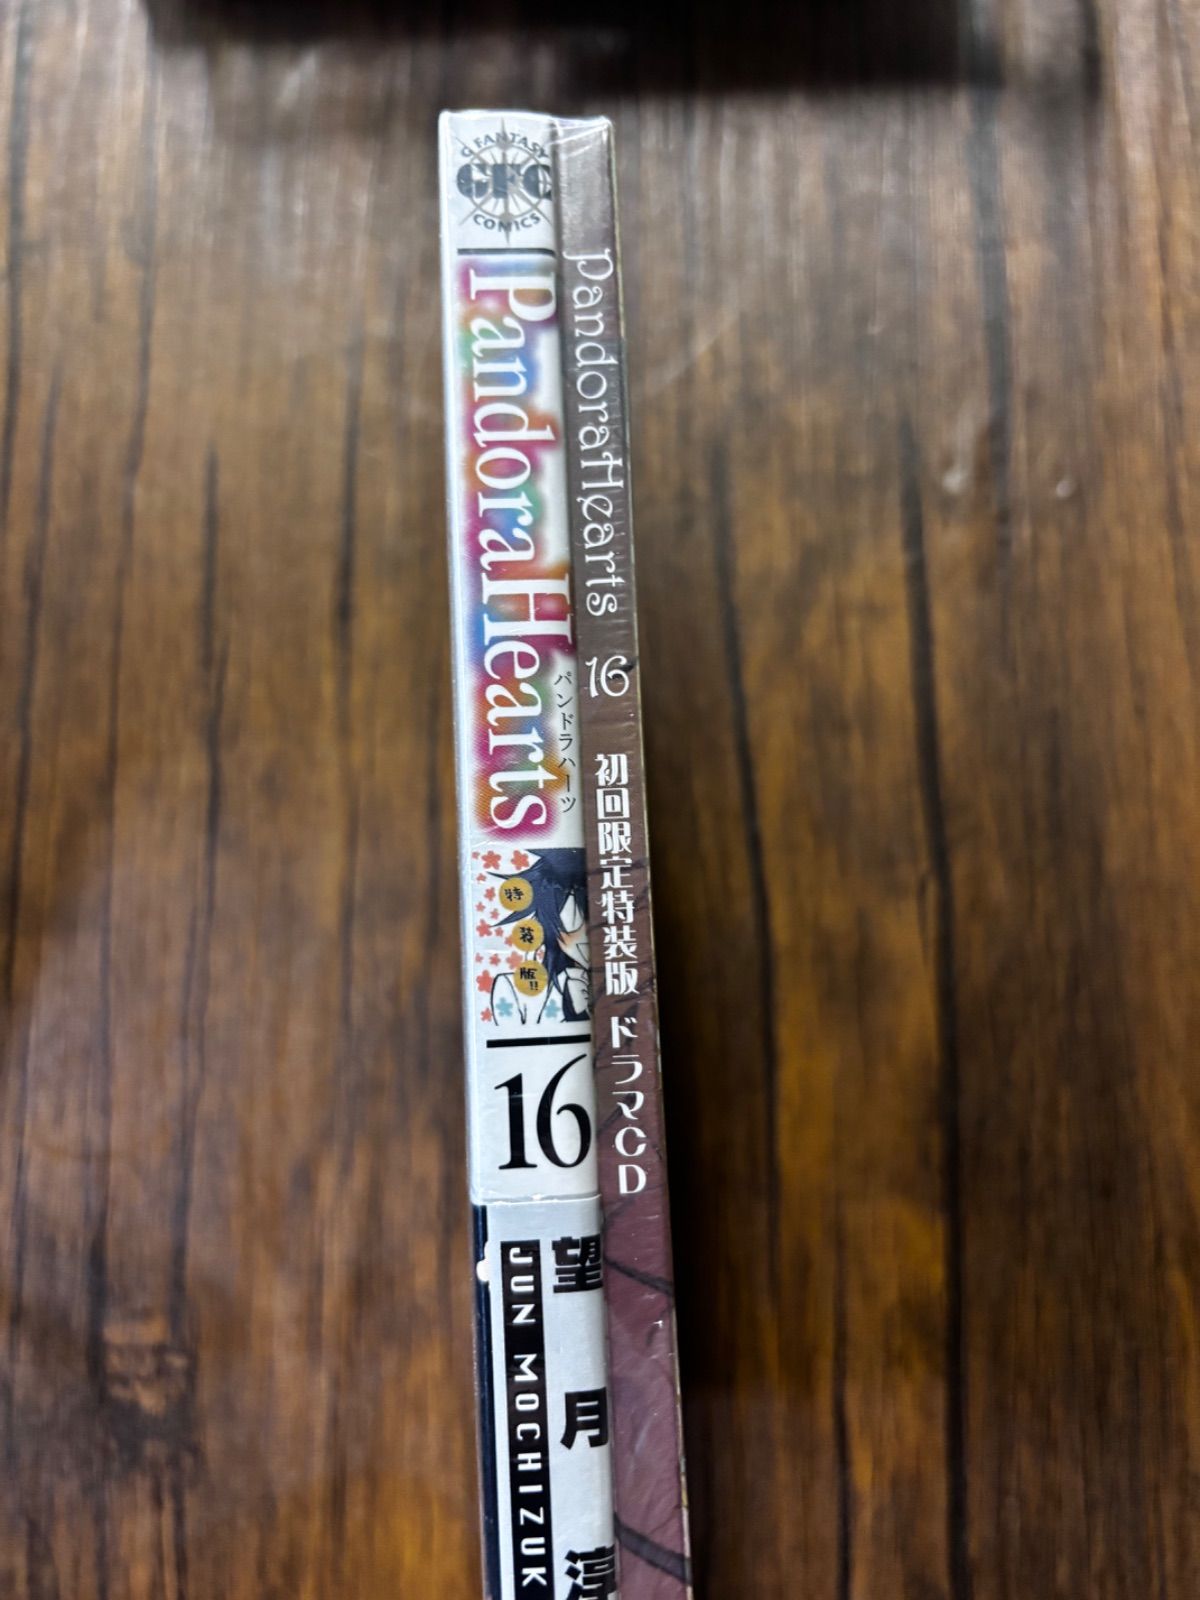 G FANTASY
GFC
COMICS
PandoraHearts
パンドラハーツ
特装版!!
16
望月淳
JUN MOCHIZUK
PandoraHearts 16 初回限定特装版 ドラマCD